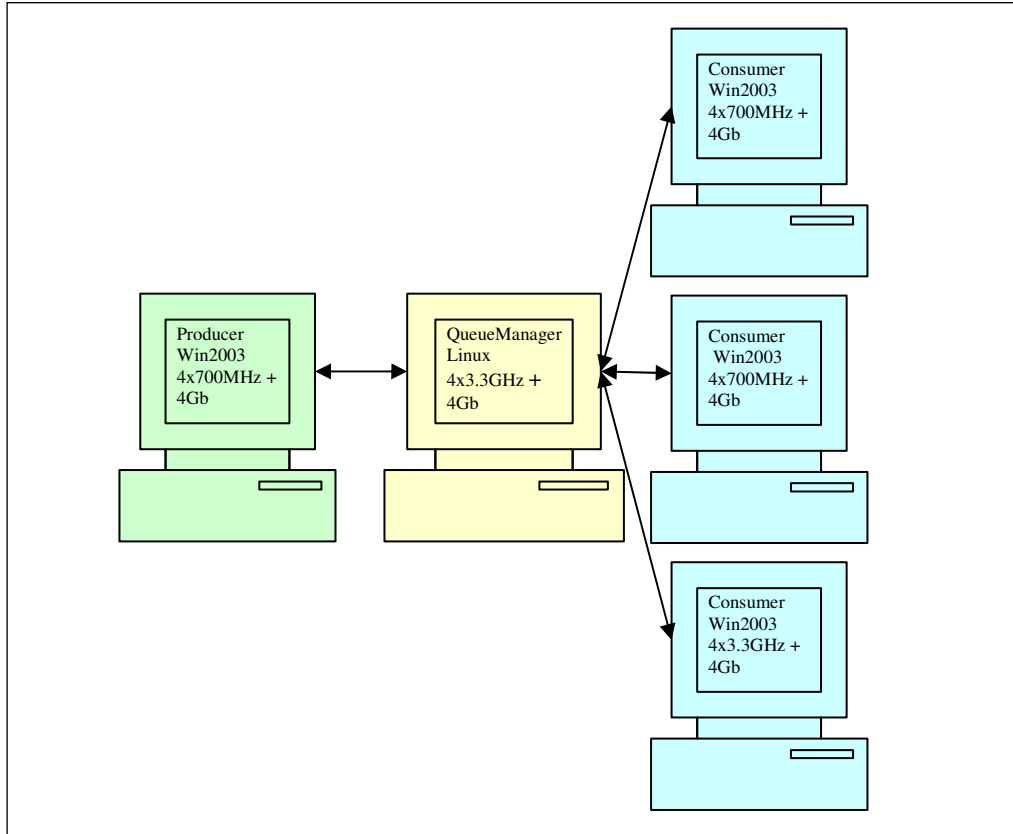 Consumer
Win2003
4x700MHz +
4Gb
Producer
Win2003
4x700MHz +
4Gb
QueueManager
Linux
4x3.3GHz +
4Gb
Consumer
Win2003
4x700MHz +
4Gb
Consumer
Win2003
4x3.3GHz +
4Gb